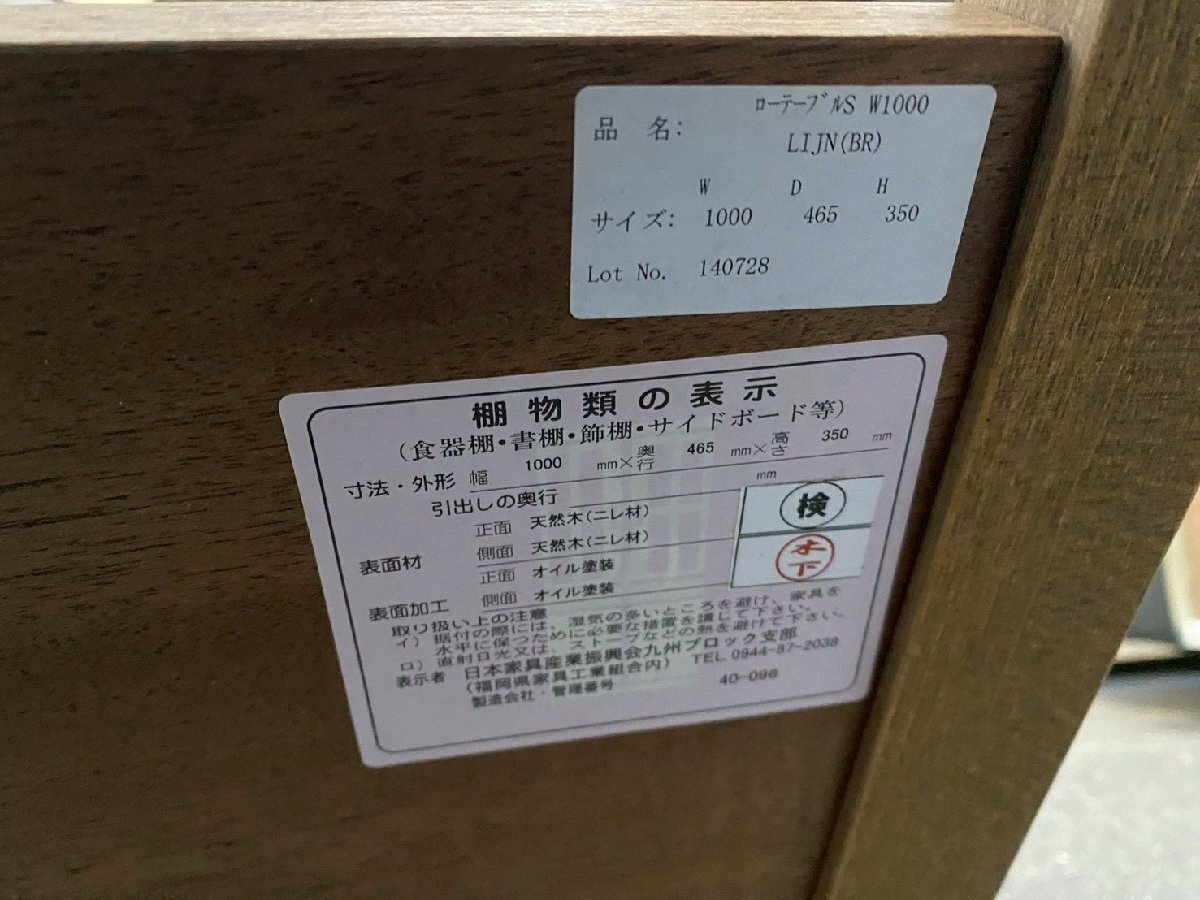 ローテーブルS W1000
品 名:
LIJN(BR)
W D H
サイズ: 1000 465 350
Lot No. 140728
棚物類の表示
(食器棚・書棚・飾棚・サイドボード等)
寸法・外形 幅 1000 mm×奥行 465 mm×高さ 350 mm
引出しの奥行 mm
表面材 正面 天然木(ニレ材)
側面 天然木(ニレ材)
表面加工 正面 オイル塗装
側面 オイル塗装
検
木下
取り扱い上の注意
イ) 据付の際には、湿気の多いところを避け、家具を
水平に保つために必要な措置を講じて下さい。
ロ) 直射日光又は、ストーブなどの熱を避けて下さい。
表示者 日本家具産業振興会九州ブロック支部
(福岡県家具工業組合内) TEL 0944-87-2038
製造会社・管理番号 40-098